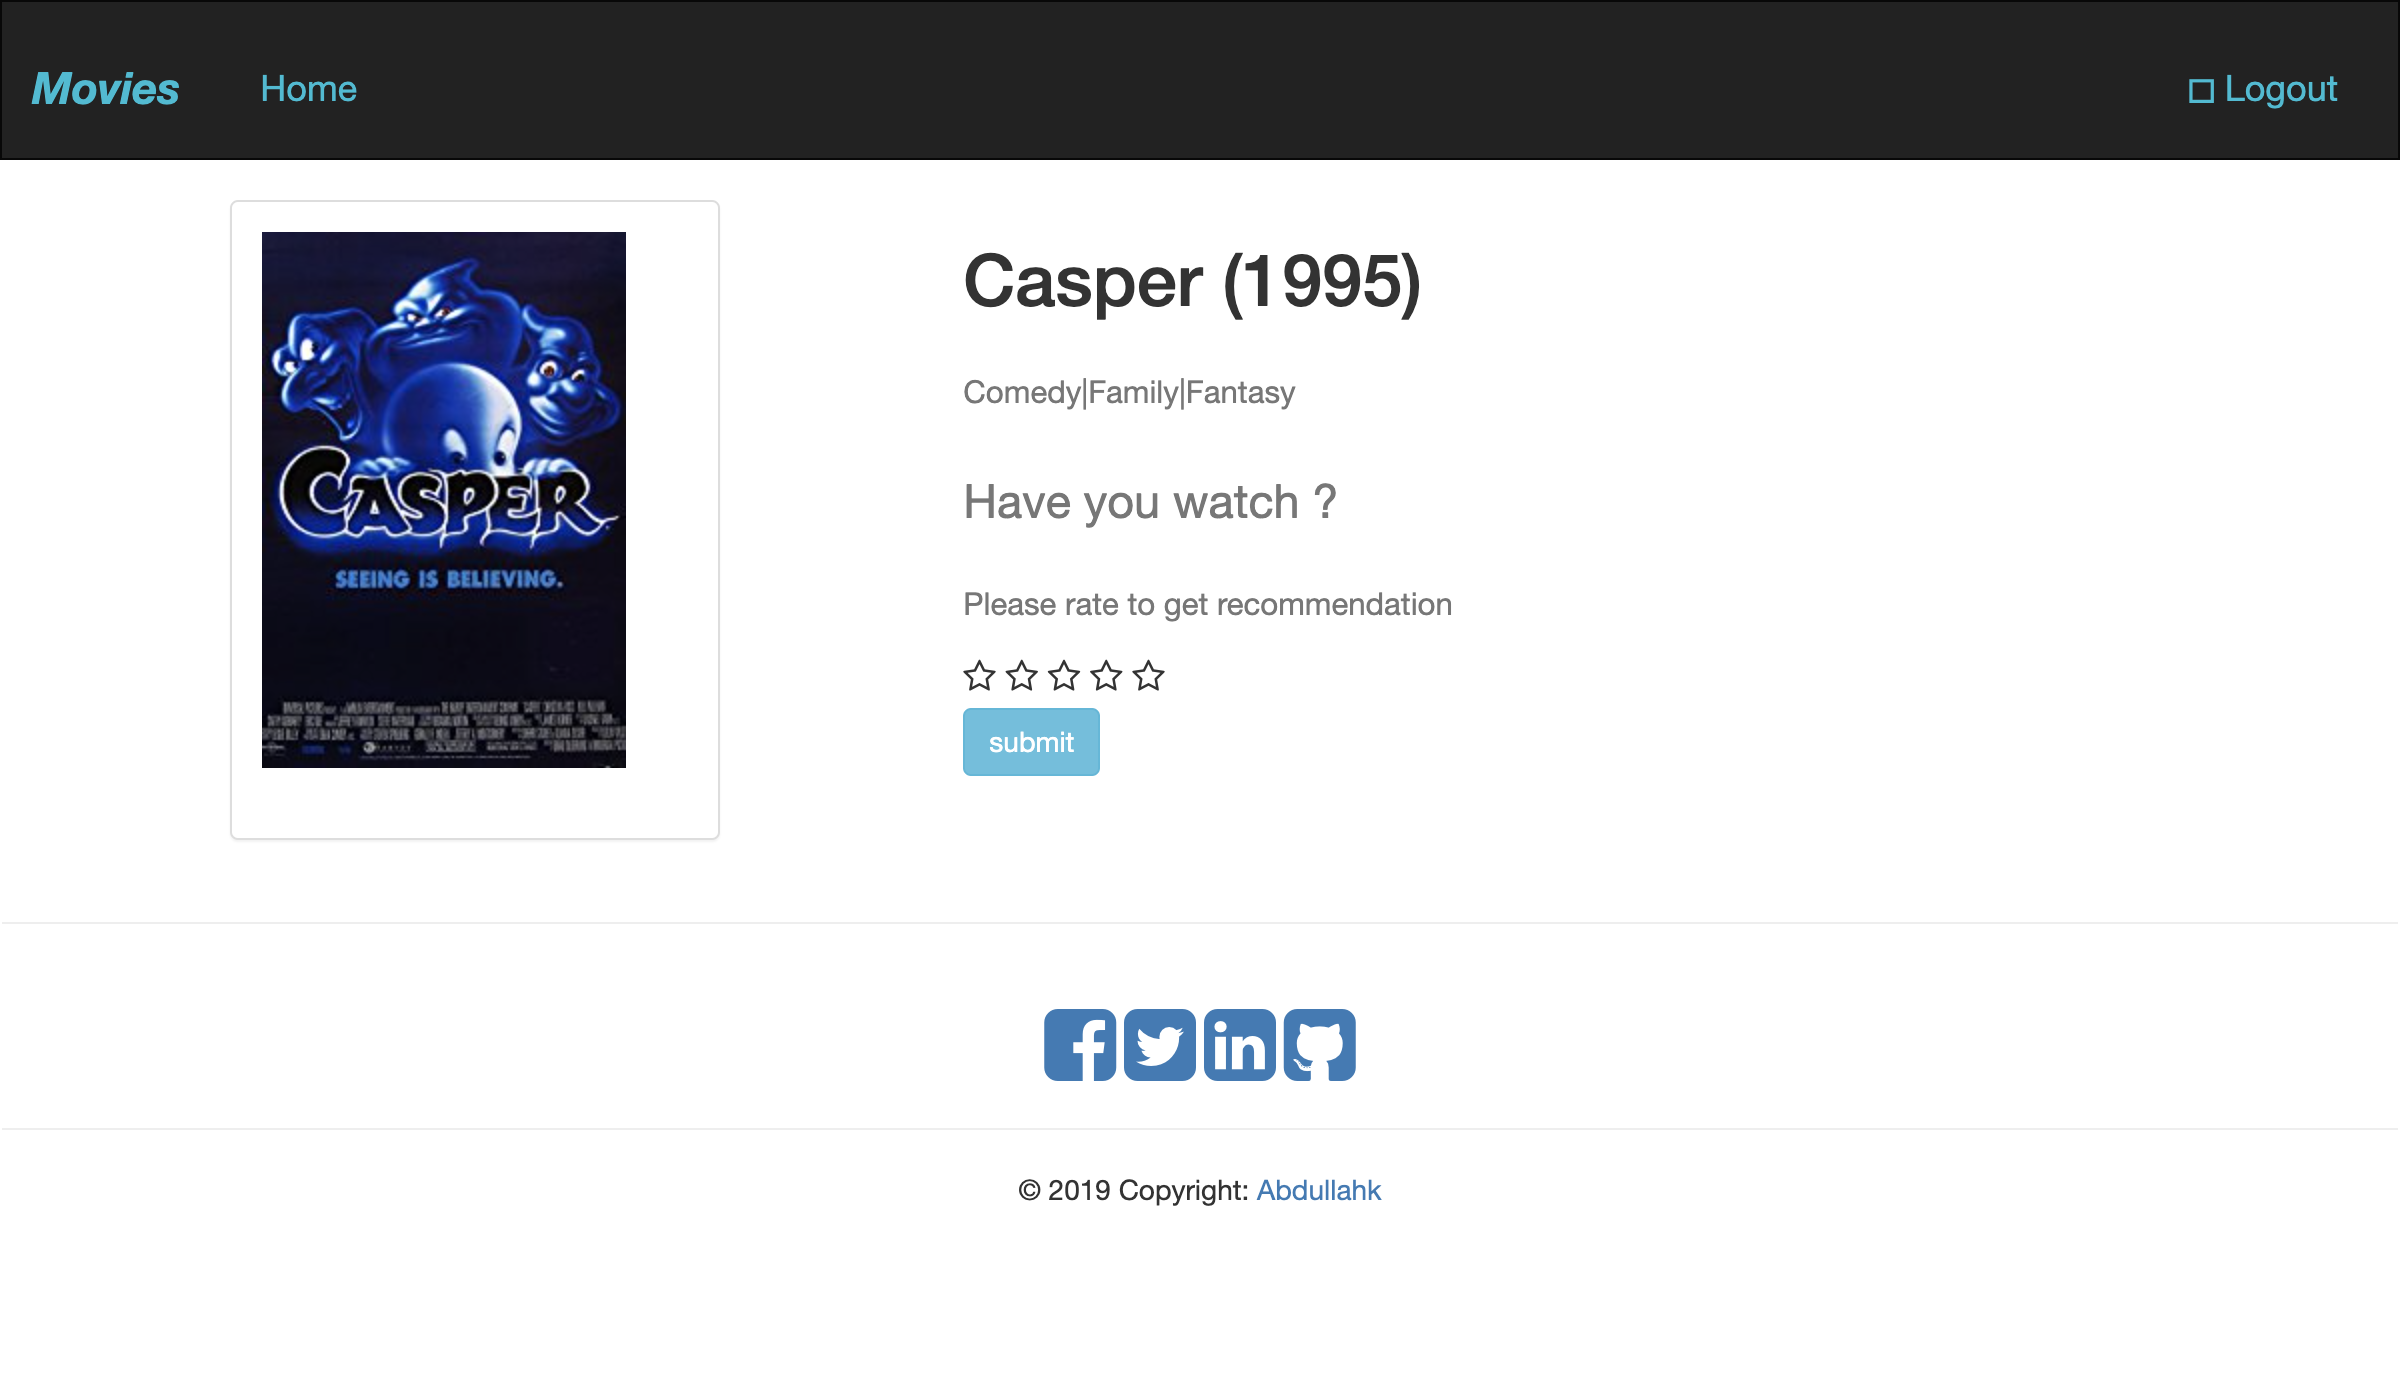 Movies
Home
Logout
CASPER
SEEING IS BELIEVING.
Casper (1995)
Comedy|Family|Fantasy
Have you watch ?
Please rate to get recommendation
submit
© 2019 Copyright: Abdullahk